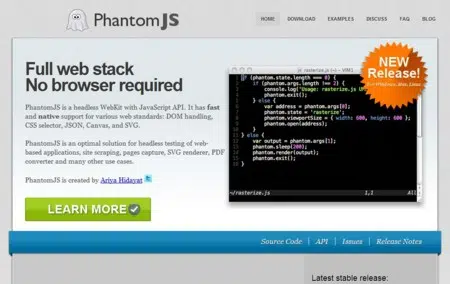 PhantomJS
HOME DOWNLOAD EXAMPLES DISCUSS FAQ BLOG
Full web stack
No browser required
PhantomJS is a headless WebKit with JavaScript API. It has fast
and native support for various web standards: DOM handling,
CSS selector, JSON, Canvas, and SVG.
PhantomJS is an optimal solution for headless testing of web-
based applications, site scraping, pages capture, SVG renderer, PDF
converter and many other use cases.
PhantomJS is created by Ariya Hidayat
LEARN MORE
rasterize.js
VIM1
if (phantom.state.length === 0) {
if (phantom.args.length !== 2) {
console.log('Usage: rasterize.js
phantom.exit();
} else {
var address = phantom.args[0];
phantom.state = 'rasterize';
phantom.viewportSize = { width: 600, height: 600 };
phantom.open(address);
}
} else {
var output = phantom.args[1];
phantom.sleep(200);
phantom.render(output);
phantom.exit();
}
~/rasterize.js 1,1 All
NEW
Release!
Source Code | API | Issues | Release Notes
Latest stable release: